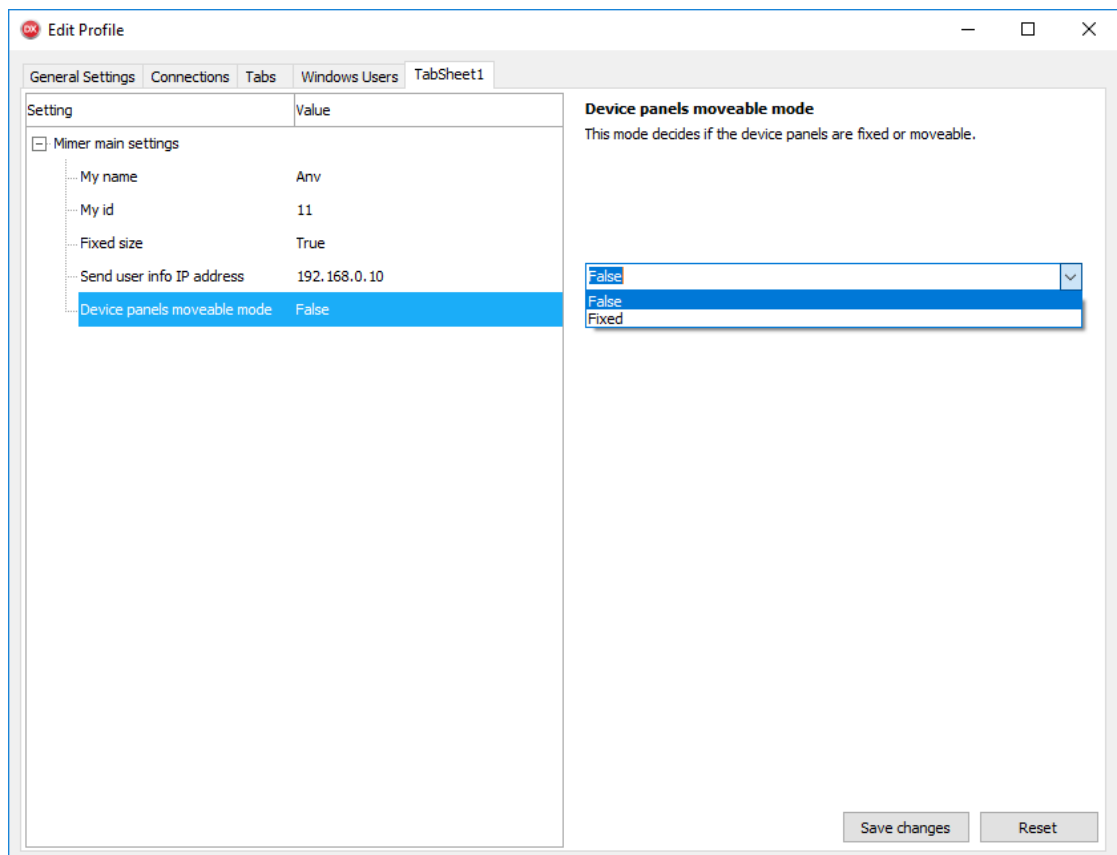 DX Edit Profile
General Settings Connections Tabs Windows Users TabSheet1
Setting Value
Mimer main settings
My name Anv
My id 11
Fixed size True
Send user info IP address 192.168.0.10
Device panels moveable mode False
Device panels moveable mode
This mode decides if the device panels are fixed or moveable.
False
False
Fixed
Save changes Reset